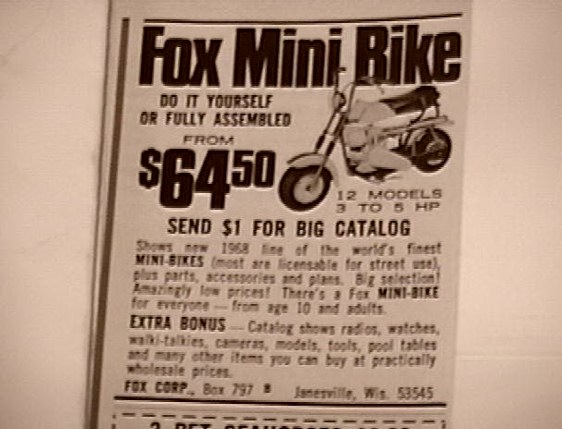 Fox Mini Bike
DO IT YOURSELF
OR FULLY ASSEMBLED
FROM
$6450
12 MODELS
3 TO 5 HP
SEND $1 FOR BIG CATALOG
Shows new 1968 line of the world's finest
MINI-BIKES (most are licensable for street use),
plus parts, accessories and plans. Big selection!
Amazingly low prices! There's a Fox MINI-BIKE
for everyone — from age 10 and adults.
EXTRA BONUS — Catalog shows radios, watches,
walki-talkies, cameras, models, tools, pool tables
and many other items you can buy at practically
wholesale prices.
FOX CORP., Box 797 Janesville, Wis. 53545